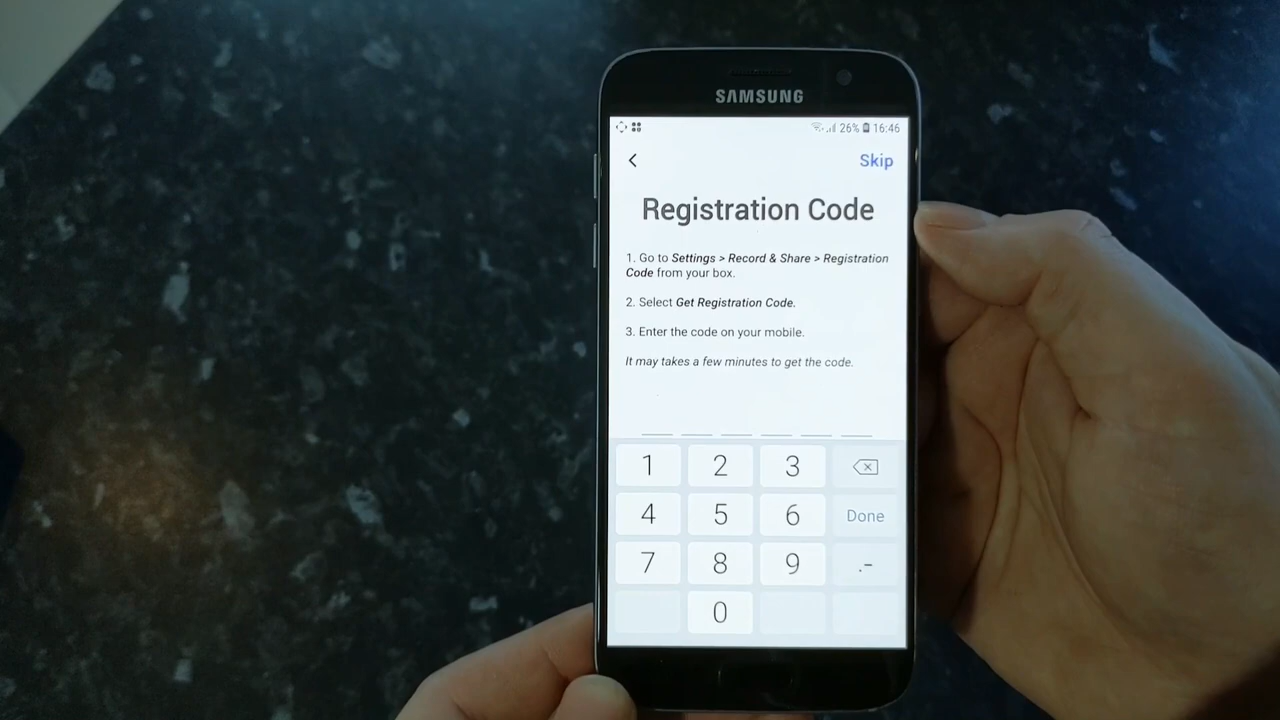 SAMSUNG
26% 16:46
Skip
Registration Code
1. Go to Settings > Record & Share > Registration
Code from your box.
2. Select Get Registration Code.
3. Enter the code on your mobile.
It may takes a few minutes to get the code.
1 2 3
4 5 6 Done
7 8 9 .-
0